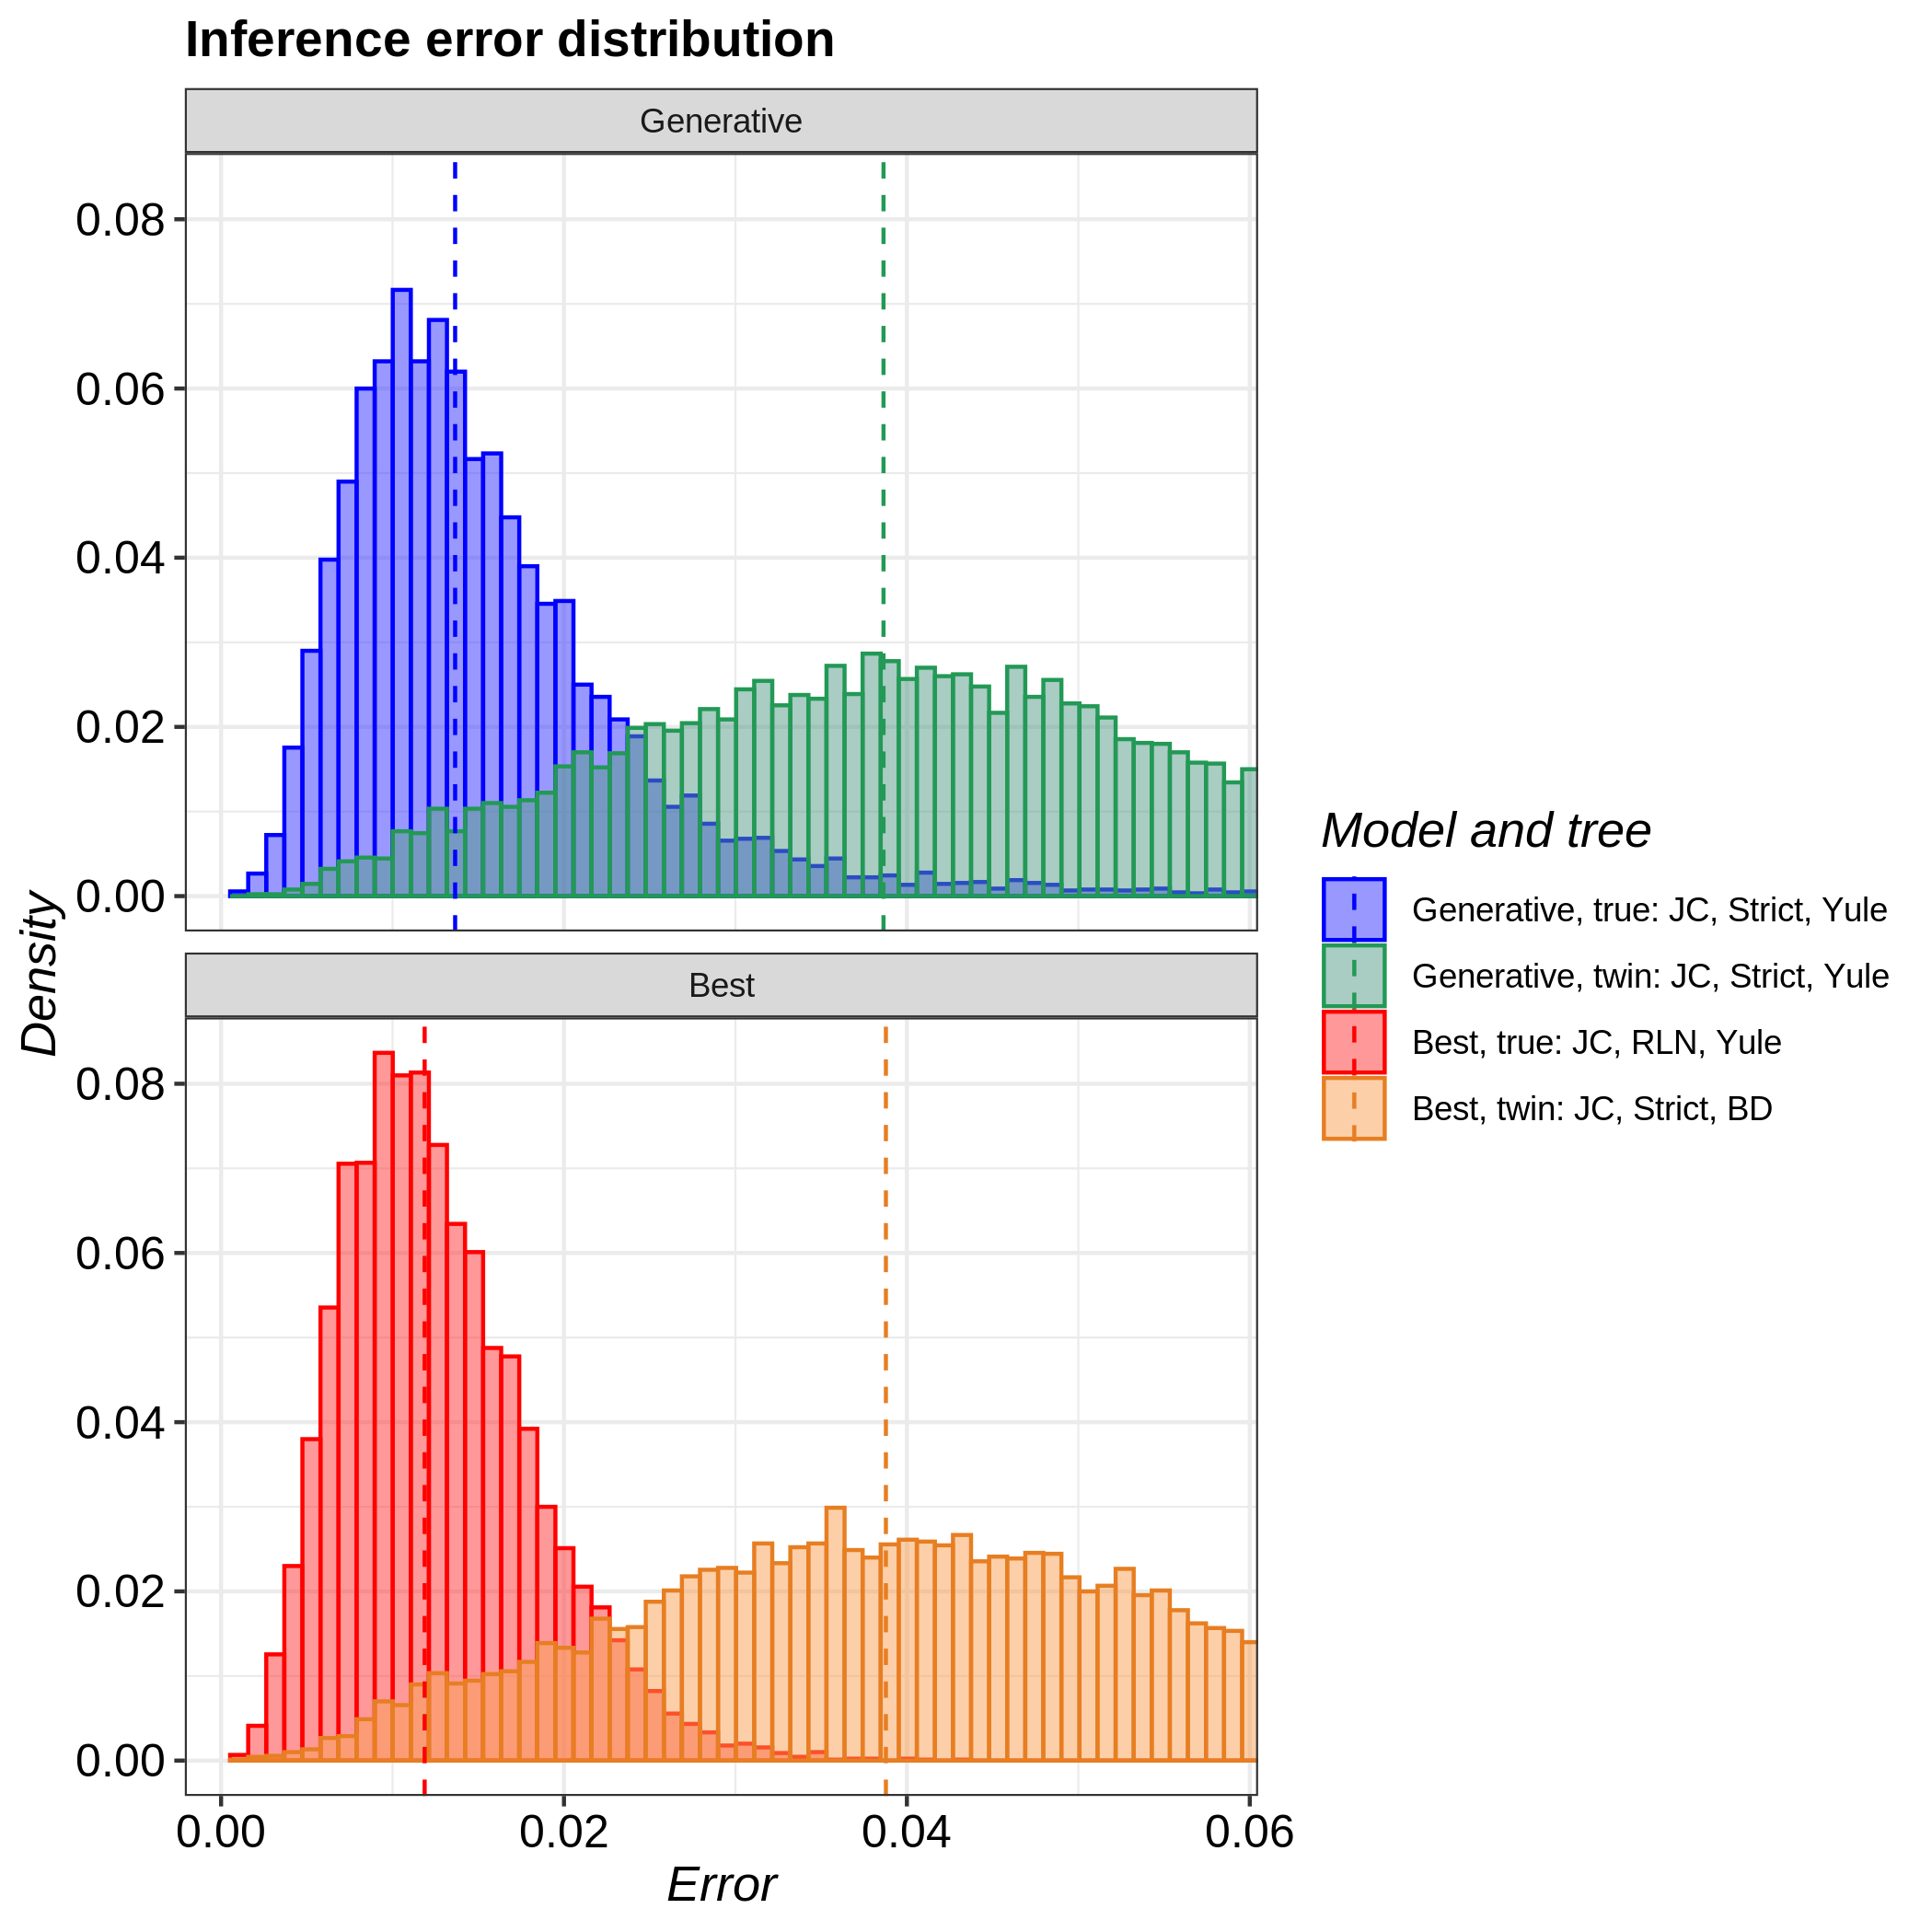 Inference error distribution
Generative
0.08
0.06
0.04
0.02
0.00
Best
0.08
0.06
0.04
0.02
0.00
0.00 0.02 0.04 0.06
Error
Density
Model and tree
Generative, true: JC, Strict, Yule
Generative, twin: JC, Strict, Yule
Best, true: JC, RLN, Yule
Best, twin: JC, Strict, BD